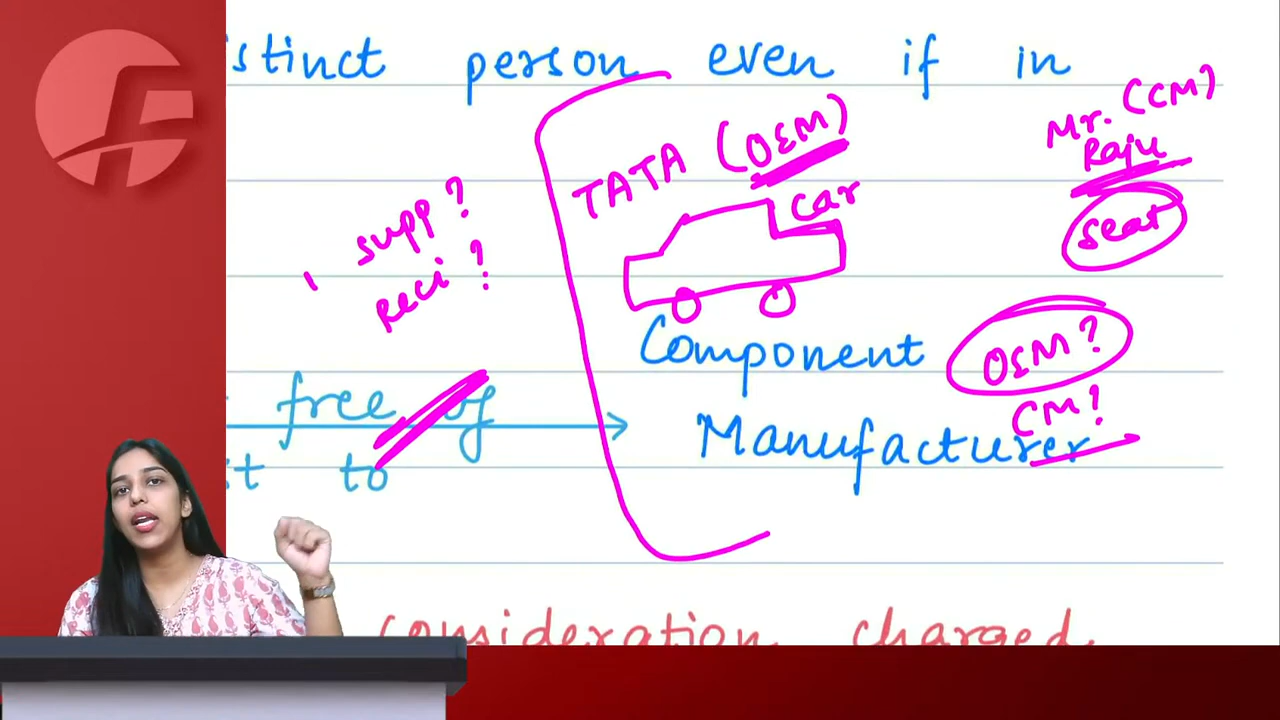 istinct person even if in
TATA (OEM)
Mr. (CM)
Raju
car
seat
supp?
reci?
Component
OEM?
CM?
free of
Manufacturer
to
consideration charged